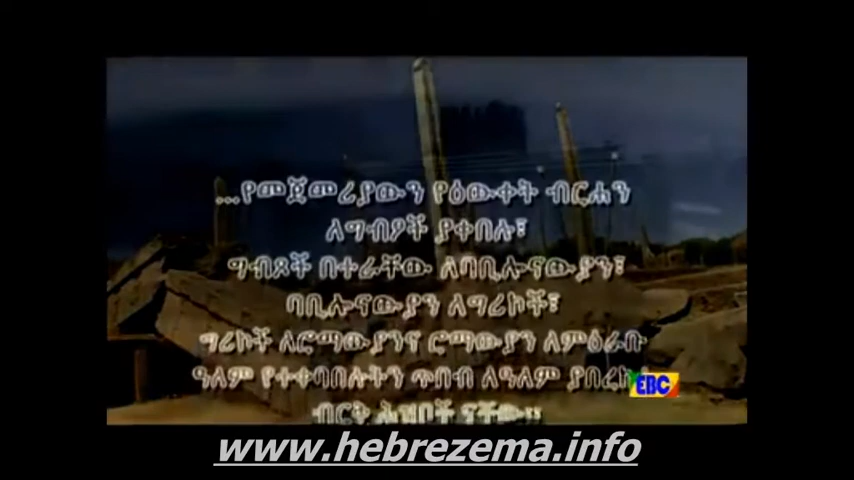 ...የመጀመሪያውን የዕውቀት ብርሐን
ለግብፆች ያቀበሉ፣
ግብጾች በተራቸው ለባቢሎናውያን፣
ባቢሎናውያን ለግሪኮች፣
ግሪኮች ለሮማውያንና ሮማውያን ለምዕራቡ
ዓለም የተቀባበሉትን ጥበብ ለዓለም
EBC
ብርቅ ሕዝቦች ናቸው፡፡
www.hebrezema.info